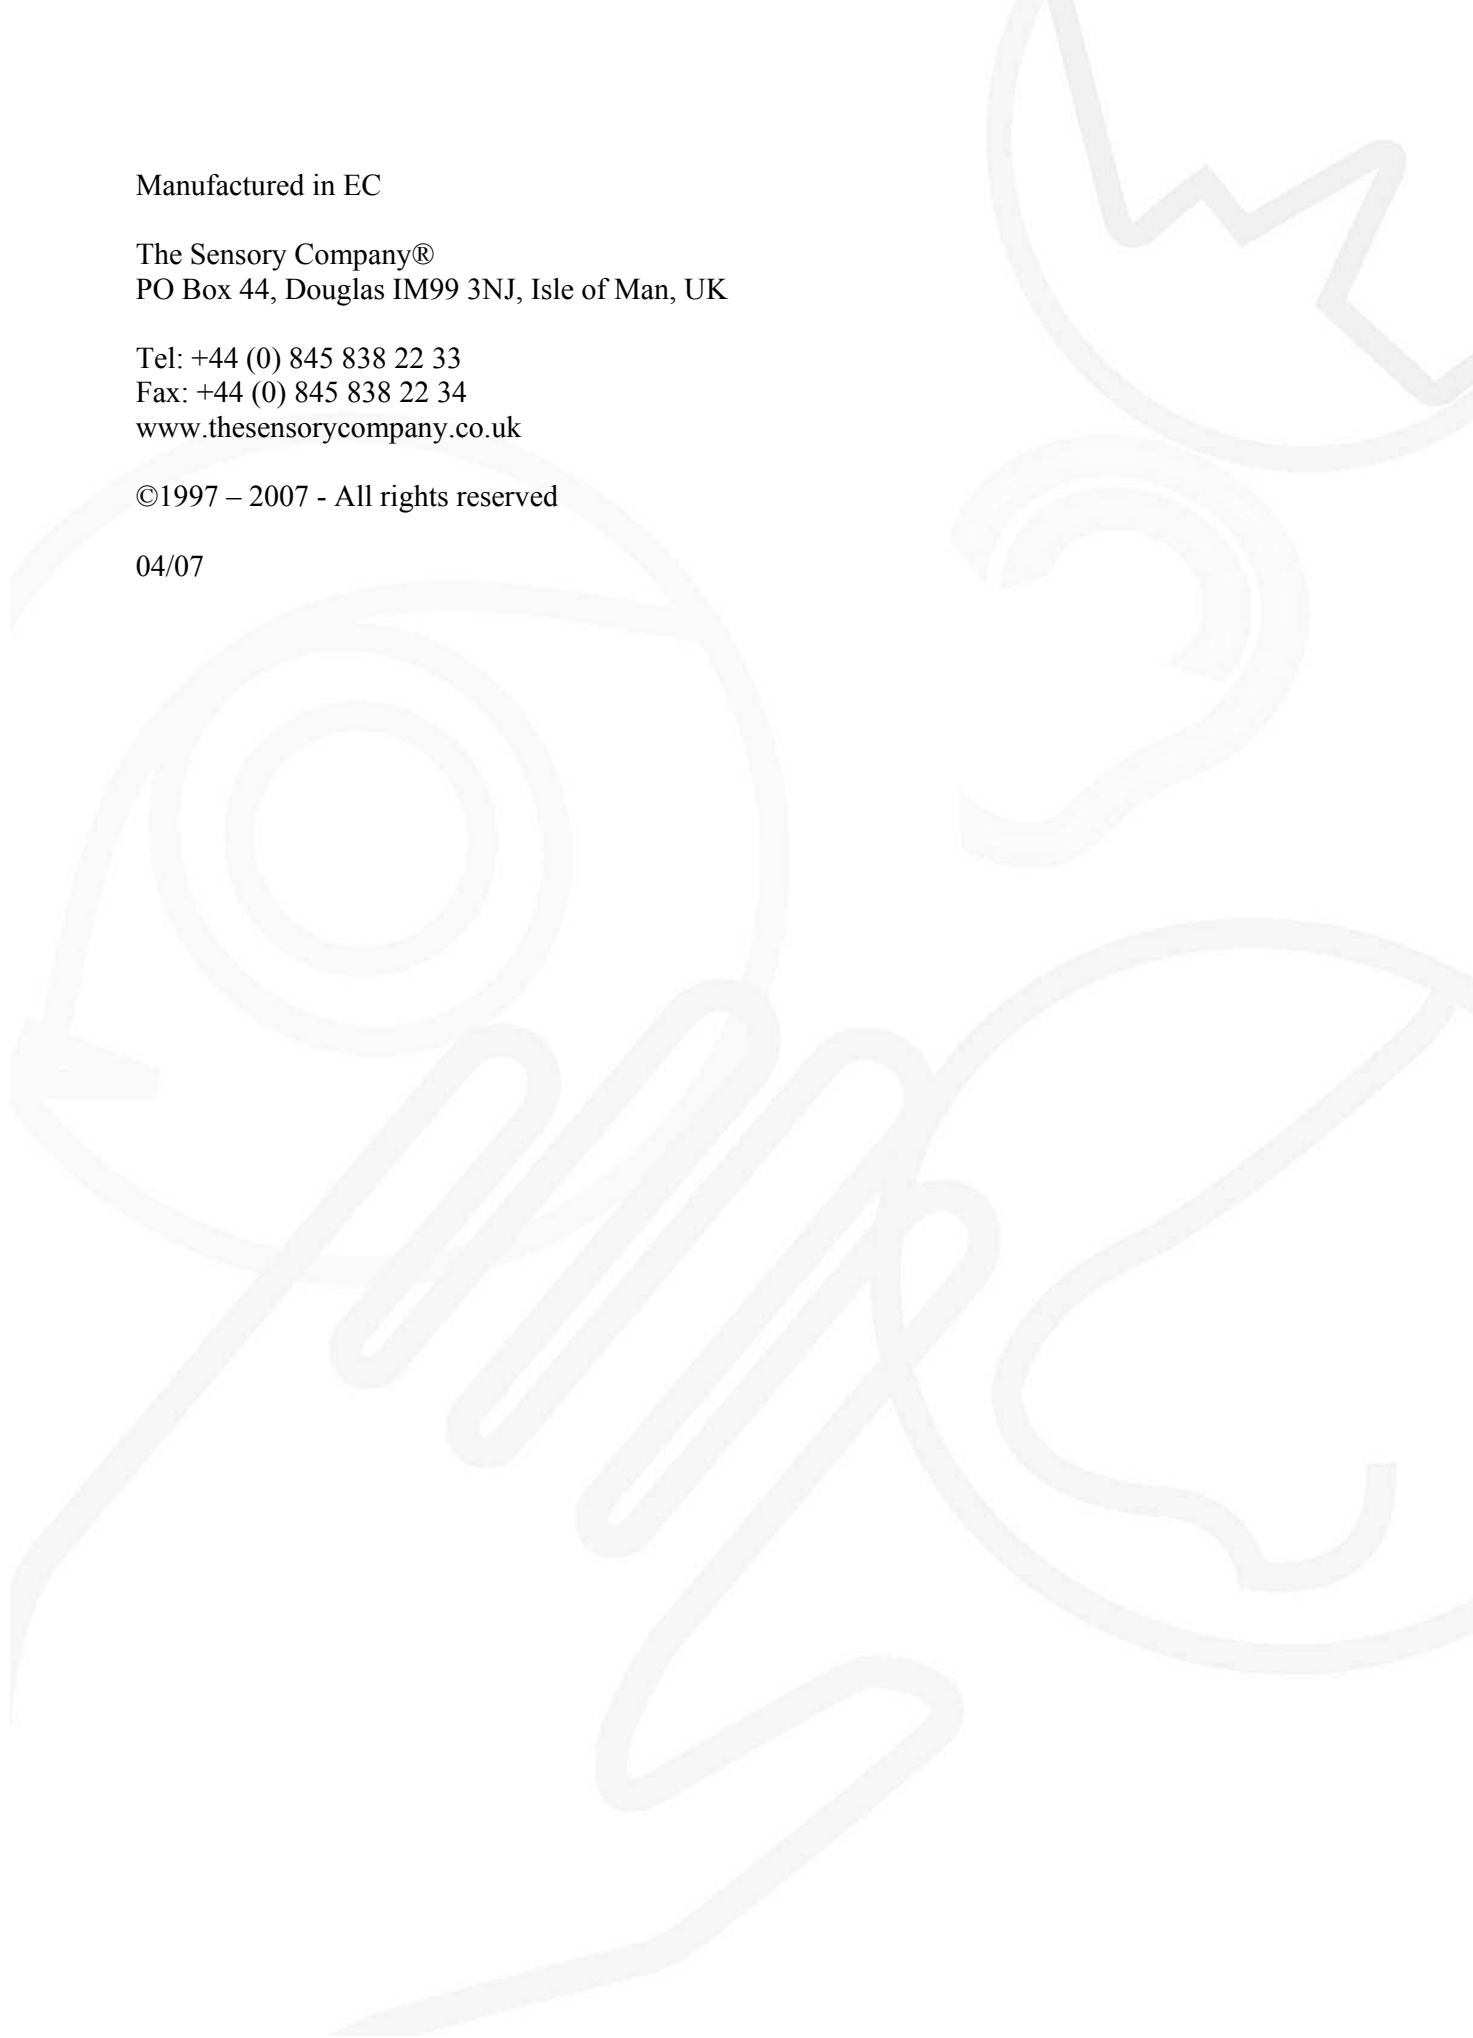 Manufactured in EC
The Sensory Company®
PO Box 44, Douglas IM99 3NJ, Isle of Man, UK
Tel: +44 (0) 845 838 22 33
Fax: +44 (0) 845 838 22 34
www.thesensorycompany.co.uk
©1997 – 2007 - All rights reserved
04/07